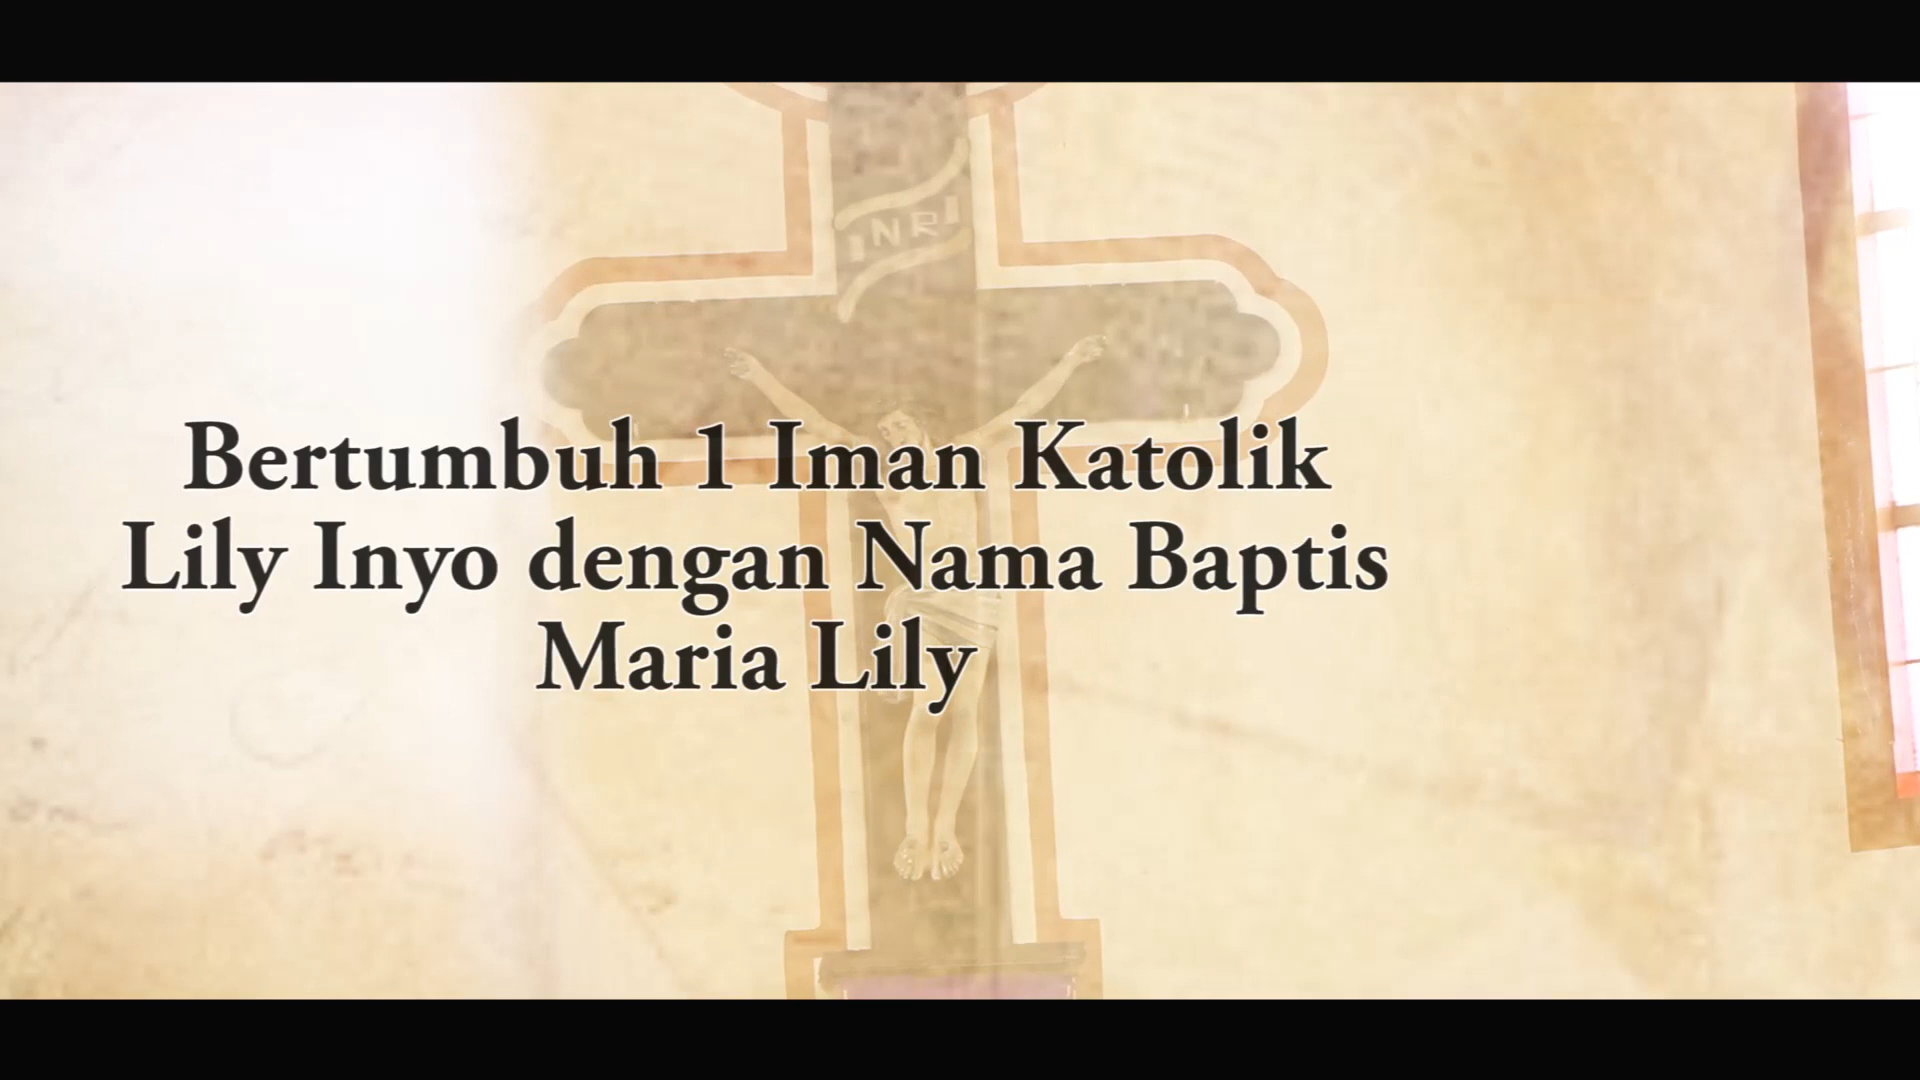 INRI
Bertumbuh 1 Iman Katolik
Lily Inyo dengan Nama Baptis
Maria Lily